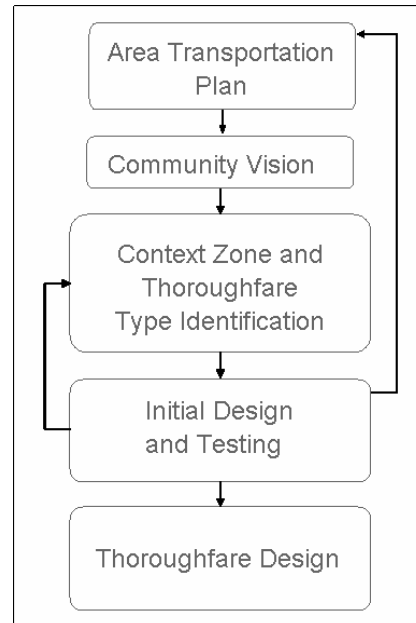 Area Transportation
Plan
Community Vision
Context Zone and
Thoroughfare
Type Identification
Initial Design
and Testing
Thoroughfare Design